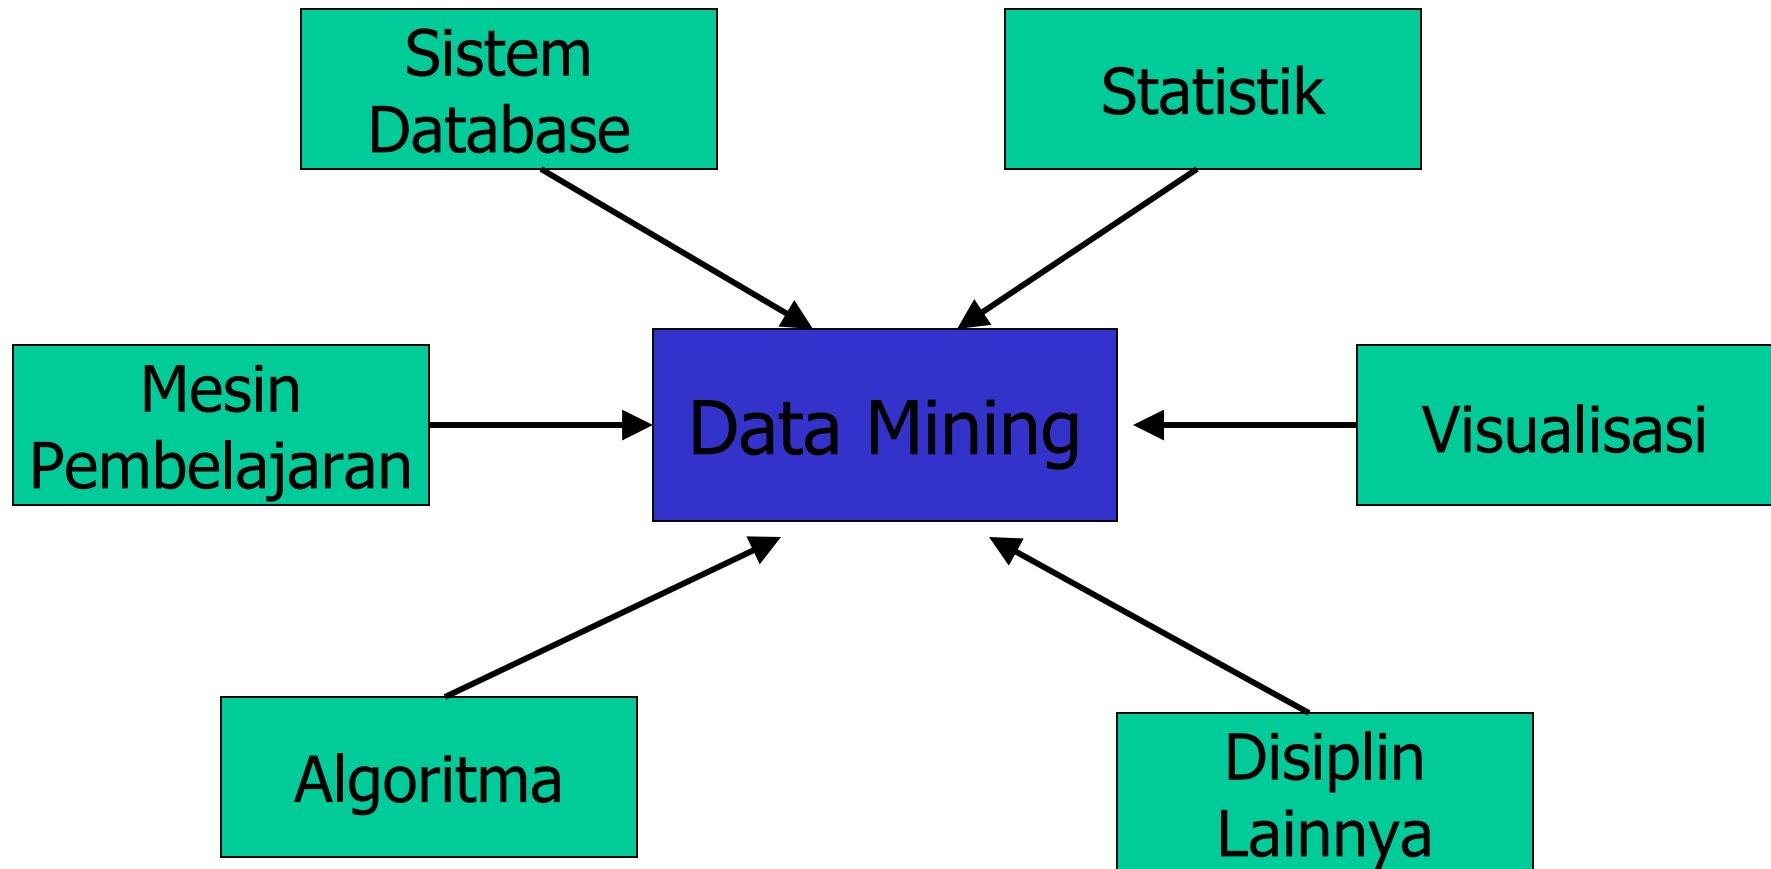 Sistem
Database
Statistik
Mesin
Pembelajaran
Data Mining
Visualisasi
Algoritma
Disiplin
Lainnya